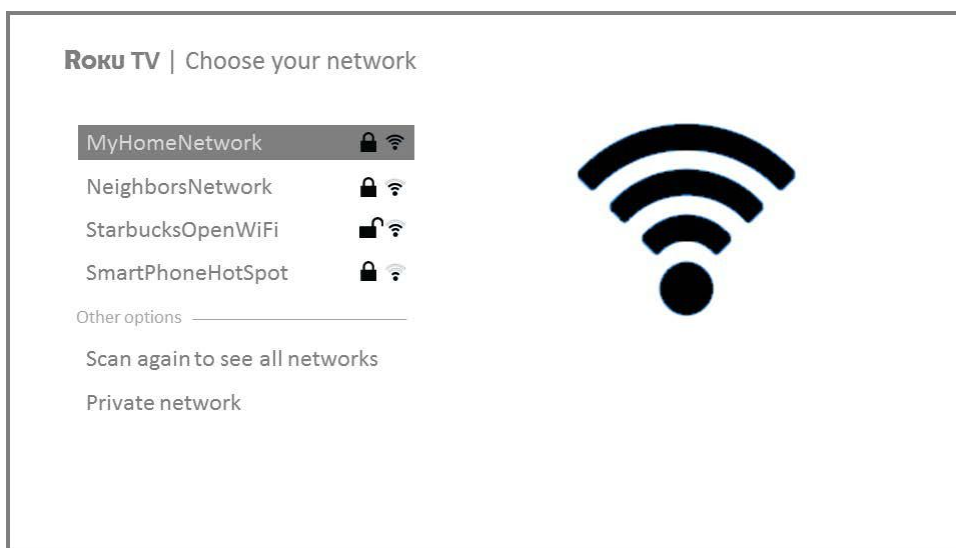 ROKU TV | Choose your network
MyHomeNetwork
NeighborsNetwork
StarbucksOpenWiFi
SmartPhoneHotSpot
Other options
Scan again to see all networks
Private network